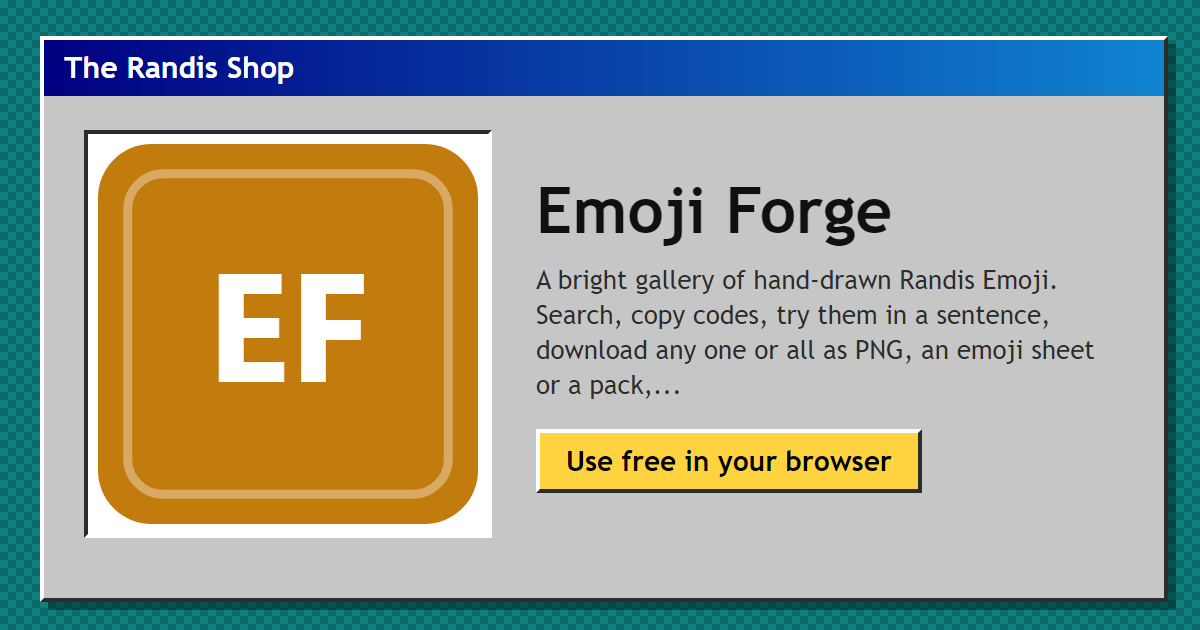 The Randis Shop
EF
Emoji Forge
A bright gallery of hand-drawn Randis Emoji.
Search, copy codes, try them in a sentence,
download any one or all as PNG, an emoji sheet
or a pack,...
Use free in your browser